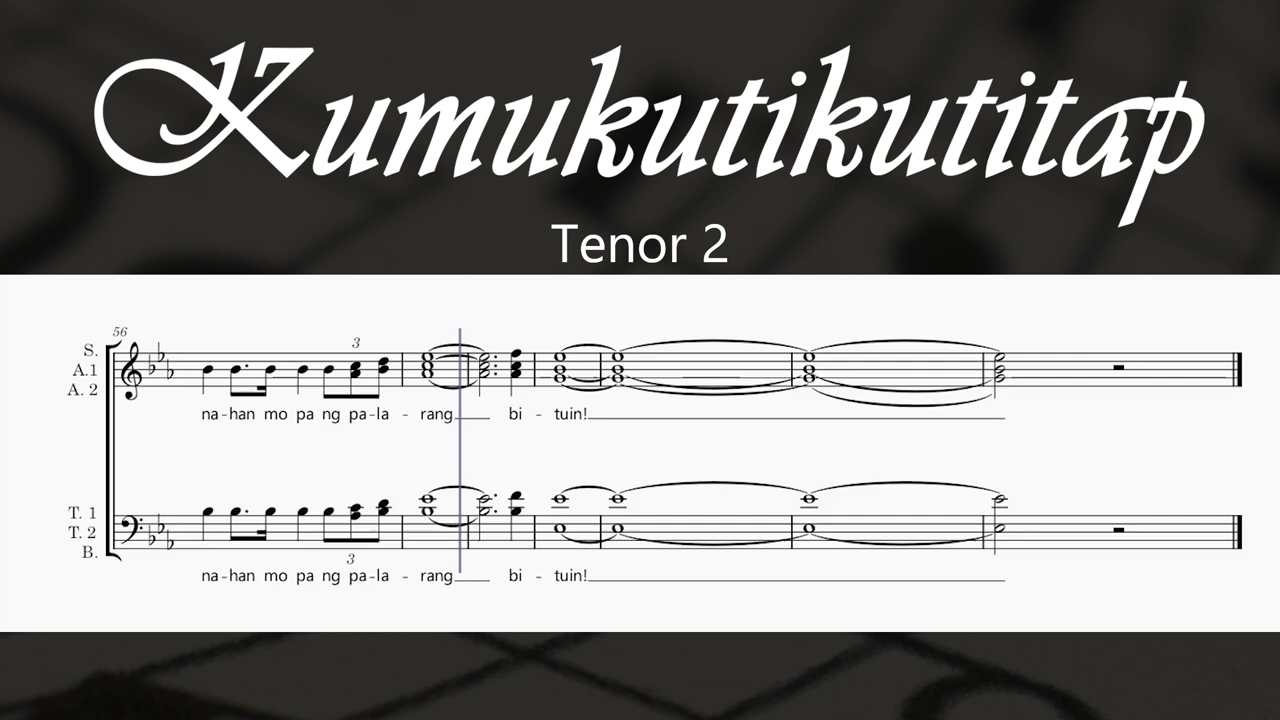 Kumukutikutitap
Tenor 2
56
S.
3
A.1
A. 2
na-han mo pa ng pa-la - rang bi - tuin!
T. 1
T. 2
B.
3
na-han mo pa ng pa-la - rang bi - tuin!